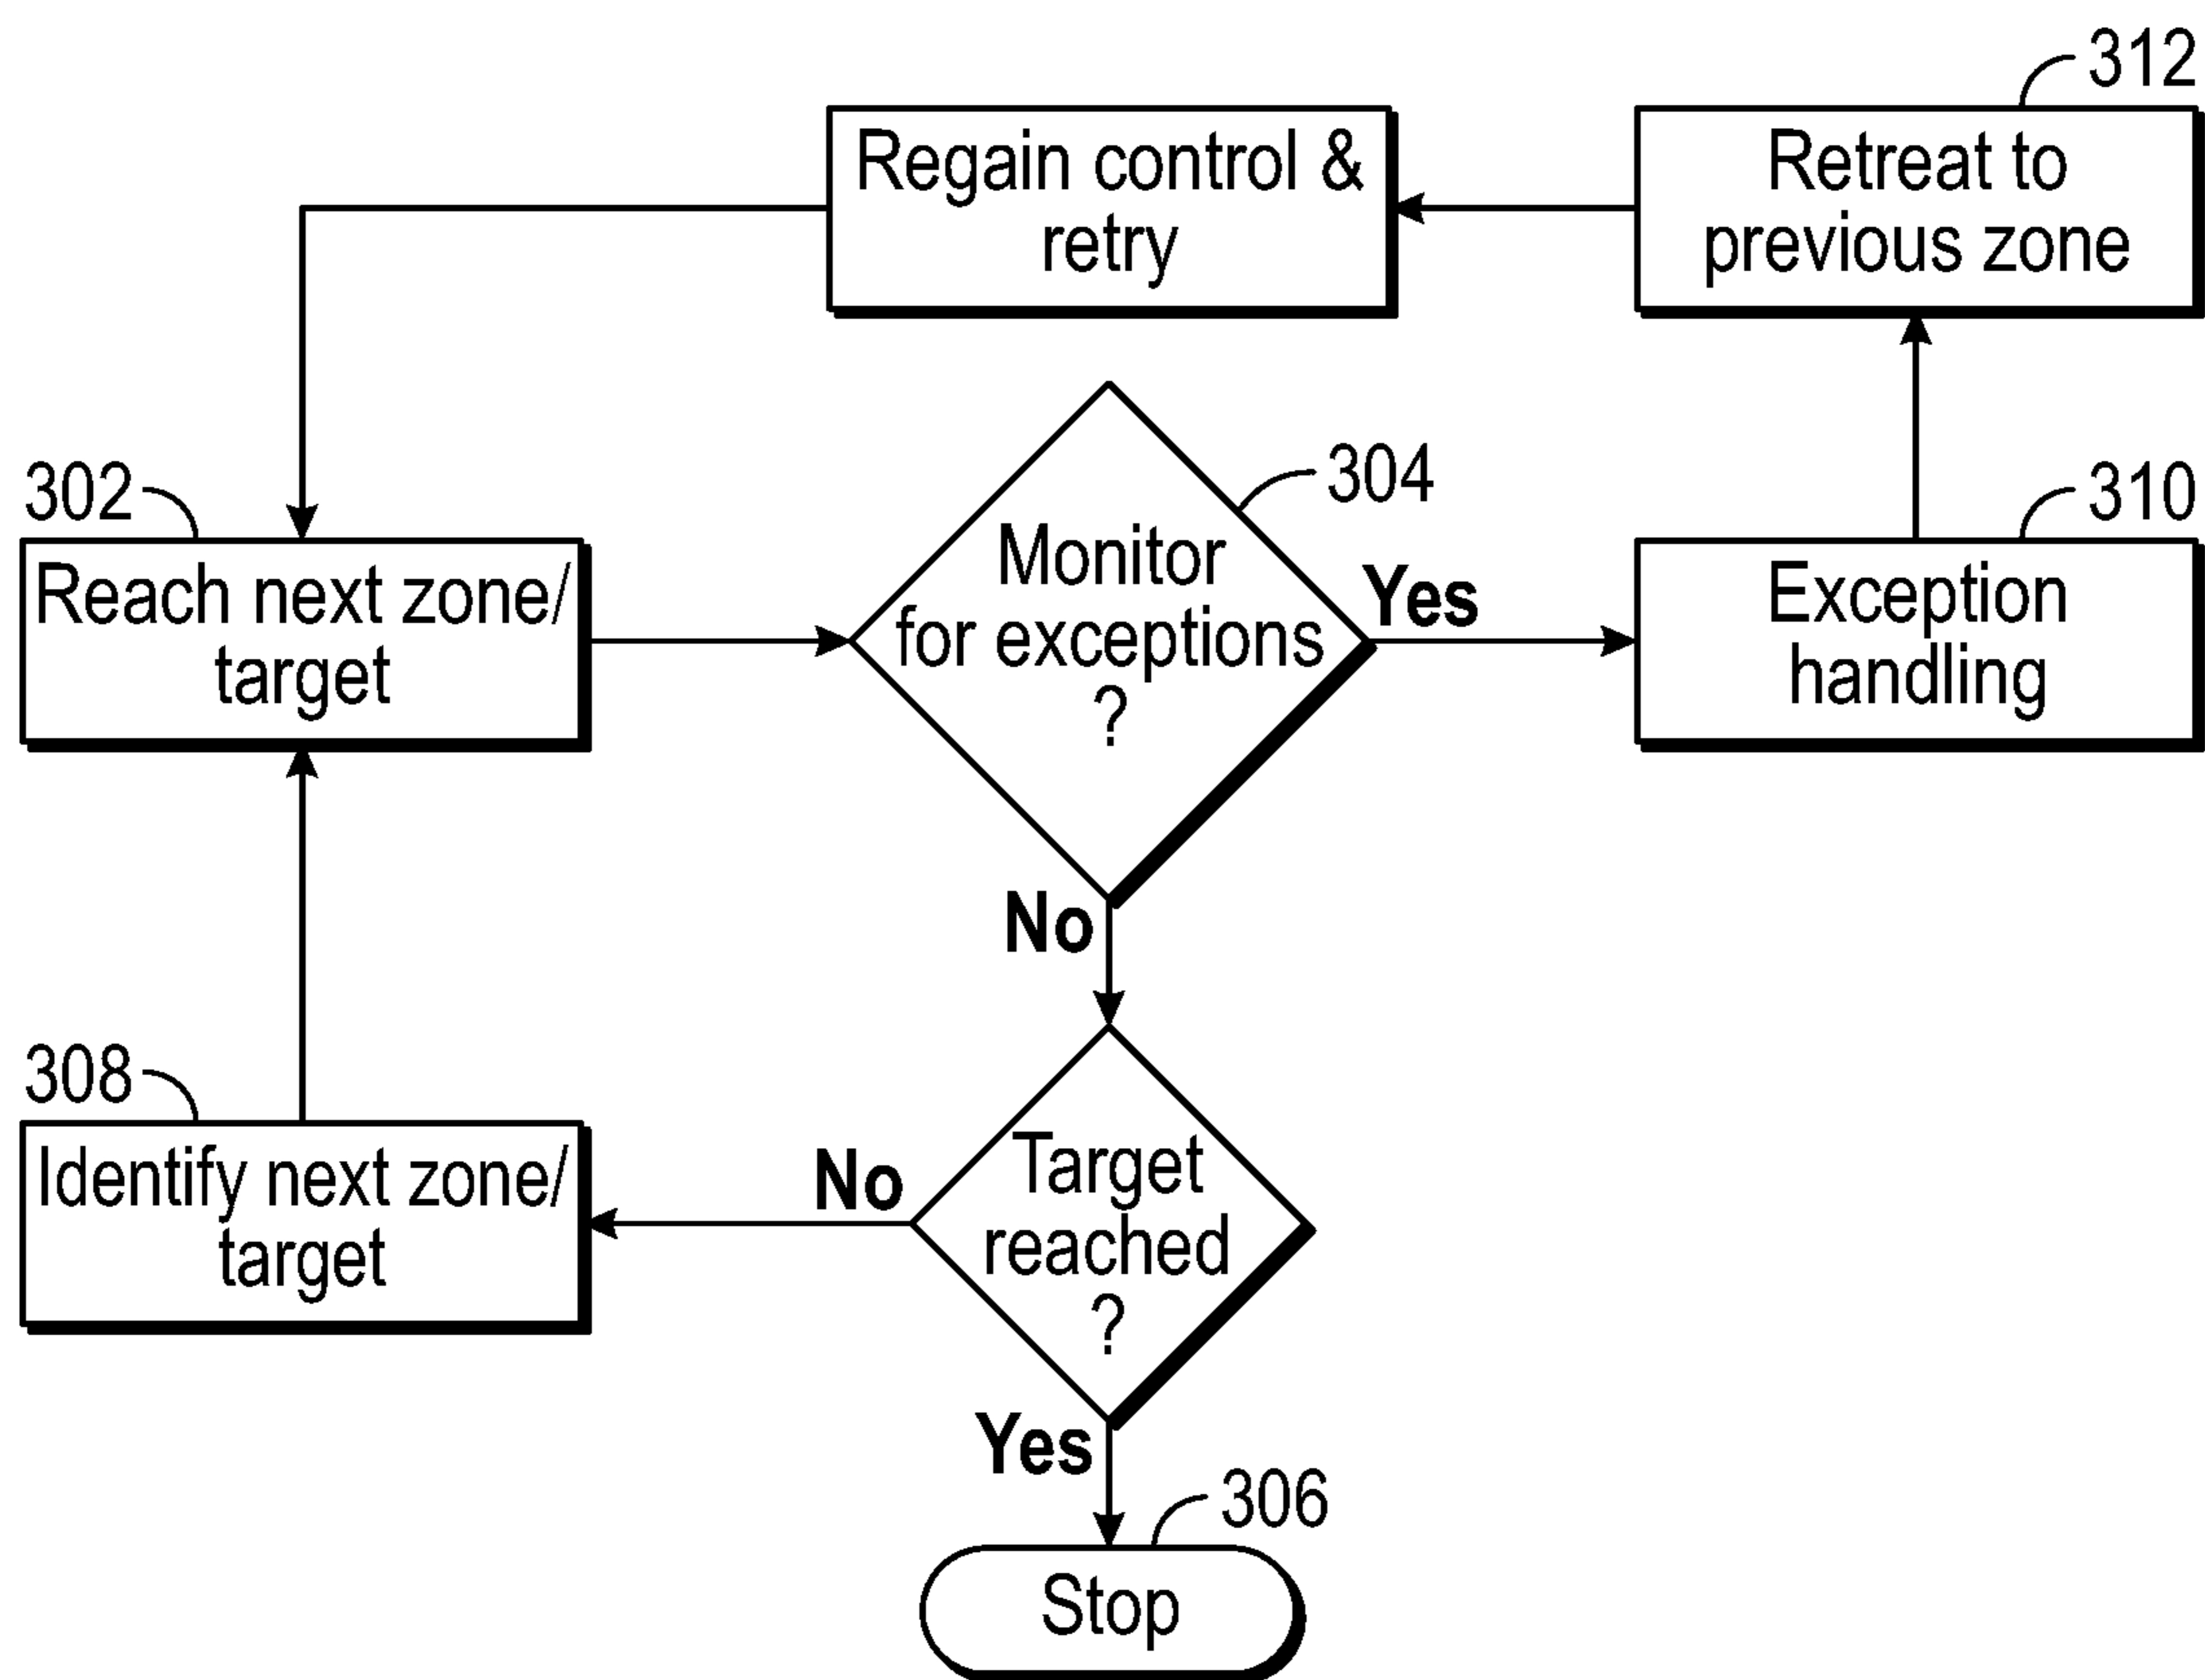 312
Regain control &
retry
Retreat to
previous zone
302
Reach next zone/
target
304
Monitor
for exceptions
?
Yes
310
Exception
handling
No
308
Identify next zone/
target
No
Target
reached
?
Yes
306
Stop